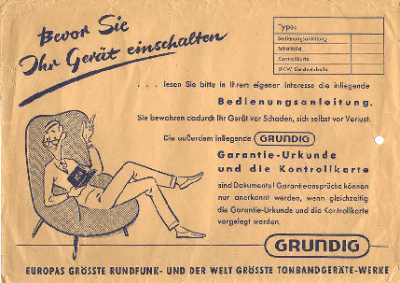 Bevor Sie
Ihr Gerät einschalten
Type:
Bedienungsanleitung
Kontrollkarte
. . . lesen Sie bitte in Ihrem eigenen Interesse die inliegende
Bedienungsanleitung.
Sie bewahren dadurch Ihr Gerät vor Schaden, sich selbst vor Verlust.
Die außerdem inliegende GRUNDIG
Garantie-Urkunde
und die Kontrollkarte
sind Dokumente! Garantieansprüche können
nur anerkannt werden, wenn gleichzeitig
die Garantie-Urkunde und die Kontrollkarte
vorgelegt werden.
GRUNDIG
EUROPAS GRÖSSTE RUNDFUNK- UND DER WELT GRÖSSTE TONBANDGERÄTE-WERKE